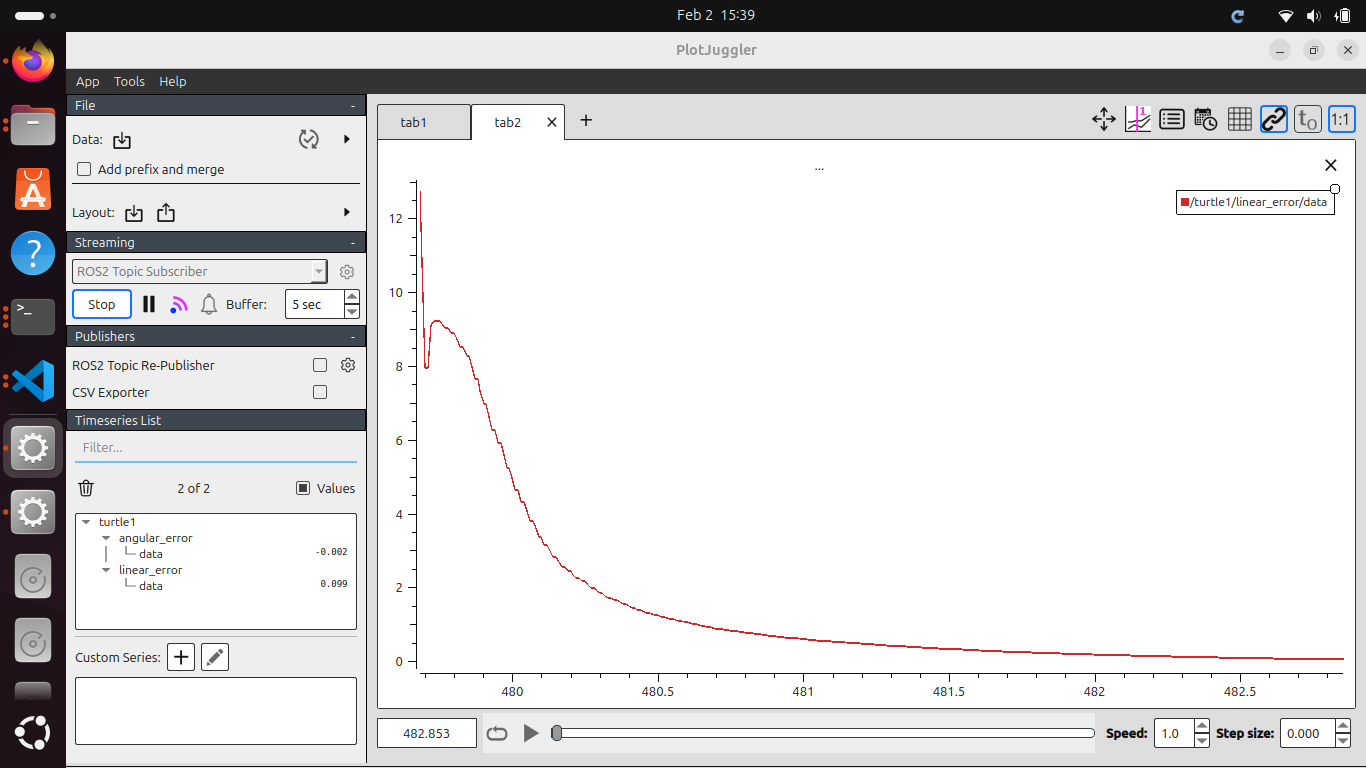 Feb 2 15:39
PlotJuggler
App Tools Help
File -
Data:
Add prefix and merge
Layout:
Streaming -
ROS2 Topic Subscriber
Stop Buffer: 5 sec
Publishers -
ROS2 Topic Re-Publisher
CSV Exporter
Timeseries List
Filter...
2 of 2 Values
turtle1
angular_error
data -0.002
linear_error
data 0.099
Custom Series:
tab1 tab2 +
1 t0 1:1
...
/turtle1/linear_error/data
12
10
8
6
4
2
0
480 480.5 481 481.5 482 482.5
482.853 Speed: 1.0 Step size: 0.000